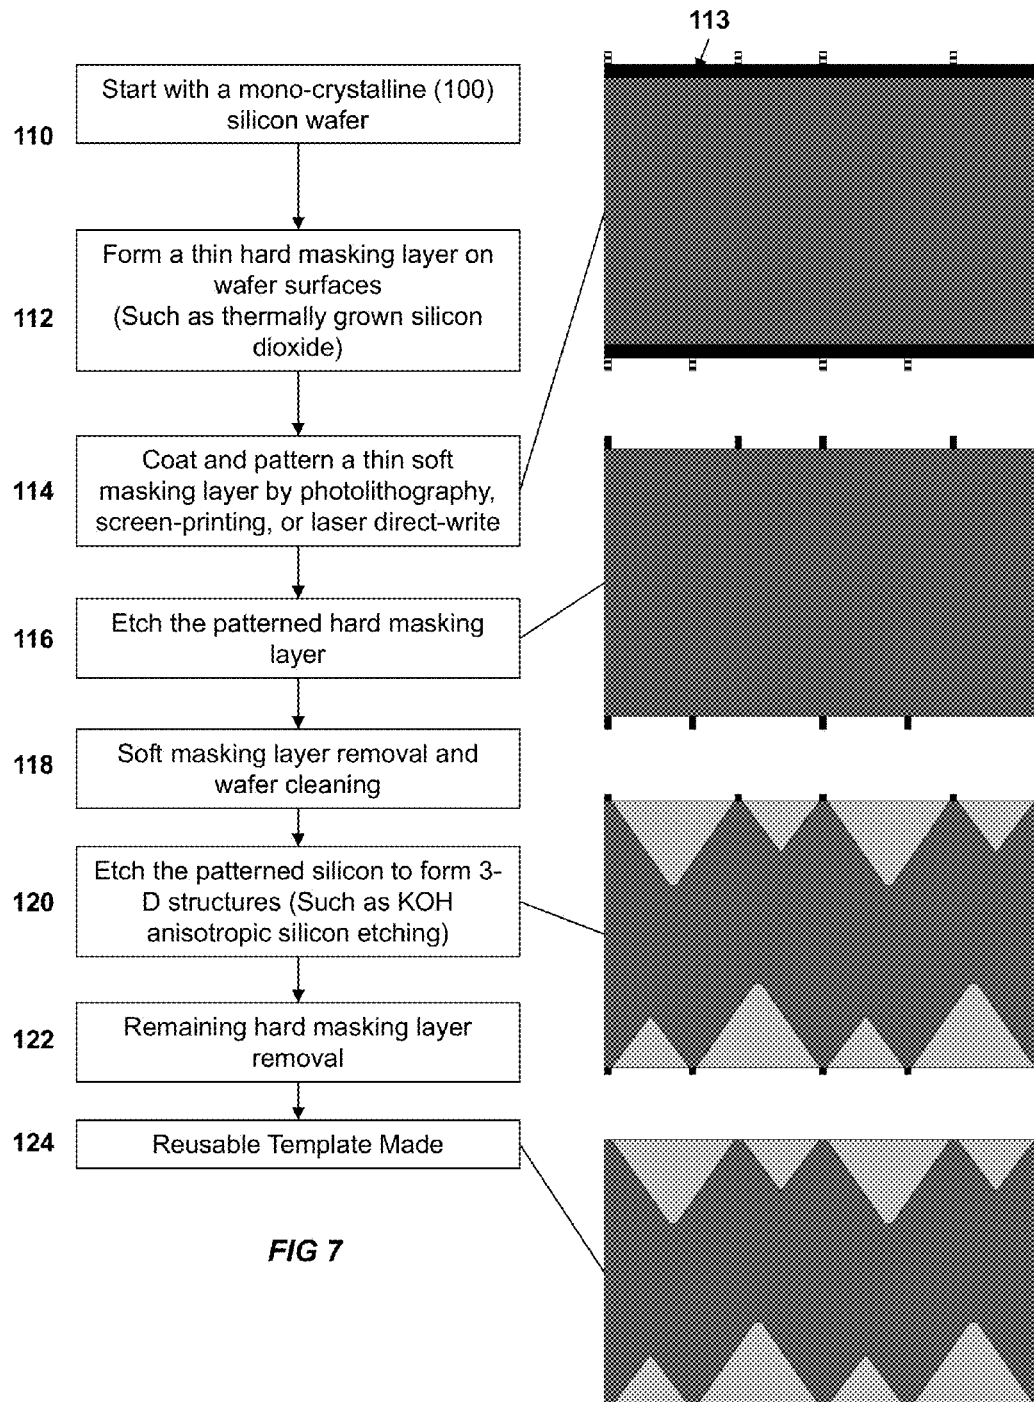 113
Start with a mono-crystalline (100)
silicon wafer
110
Form a thin hard masking layer on
wafer surfaces
(Such as thermally grown silicon
dioxide)
112
Coat and pattern a thin soft
masking layer by photolithography,
screen-printing, or laser direct-write
114
Etch the patterned hard masking
layer
116
Soft masking layer removal and
wafer cleaning
118
Etch the patterned silicon to form 3-
D structures (Such as KOH
anisotropic silicon etching)
120
Remaining hard masking layer
removal
122
Reusable Template Made
124
FIG 7